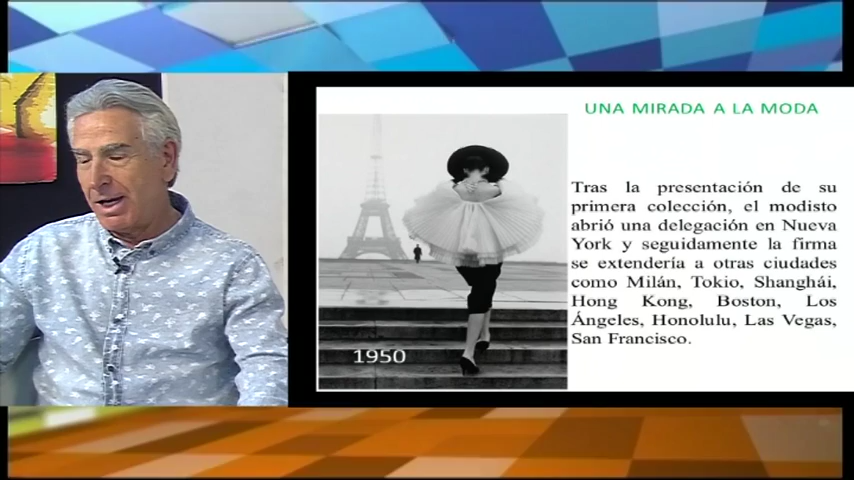 UNA MIRADA A LA MODA
Tras la presentación de su
primera colección, el modisto
abrió una delegación en Nueva
York y seguidamente la firma
se extendería a otras ciudades
como Milán, Tokio, Shanghái,
Hong Kong, Boston, Los
Ángeles, Honolulu, Las Vegas,
San Francisco.
1950